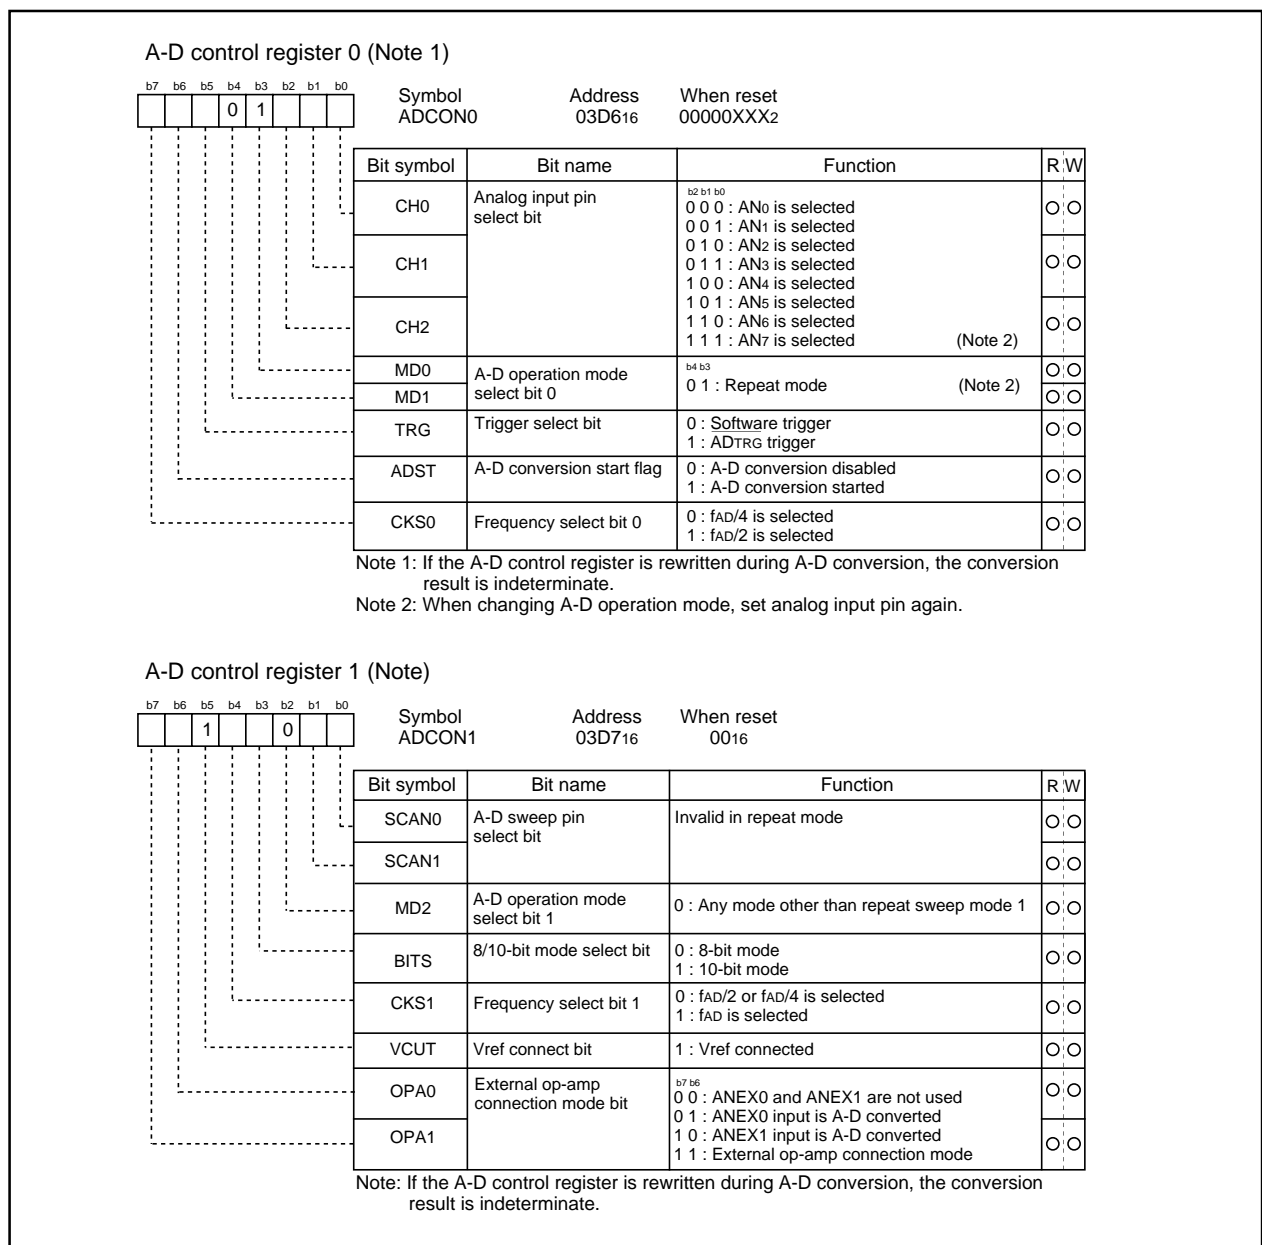 A-D control register 0 (Note 1)
b7 b6 b5 b4 b3 b2 b1 b0
0 1
Symbol Address When reset
ADCON0 03D616 00000XXX2
Bit symbol Bit name Function R W
CH0 Analog input pin select bit
b2 b1 b0
0 0 0 : AN0 is selected
0 0 1 : AN1 is selected
0 1 0 : AN2 is selected
CH1
0 1 1 : AN3 is selected
1 0 0 : AN4 is selected
1 0 1 : AN5 is selected
CH2
1 1 0 : AN6 is selected
1 1 1 : AN7 is selected (Note 2)
MD0 A-D operation mode select bit 0
b4 b3
0 1 : Repeat mode (Note 2)
MD1
TRG Trigger select bit 0 : Software trigger
1 : ADTRG trigger
ADST A-D conversion start flag 0 : A-D conversion disabled
1 : A-D conversion started
CKS0 Frequency select bit 0 0 : fAD/4 is selected
1 : fAD/2 is selected
Note 1: If the A-D control register is rewritten during A-D conversion, the conversion
result is indeterminate.
Note 2: When changing A-D operation mode, set analog input pin again.
A-D control register 1 (Note)
b7 b6 b5 b4 b3 b2 b1 b0
1 0
Symbol Address When reset
ADCON1 03D716 0016
Bit symbol Bit name Function R W
SCAN0 A-D sweep pin select bit Invalid in repeat mode
SCAN1
MD2 A-D operation mode select bit 1 0 : Any mode other than repeat sweep mode 1
BITS 8/10-bit mode select bit 0 : 8-bit mode
1 : 10-bit mode
CKS1 Frequency select bit 1 0 : fAD/2 or fAD/4 is selected
1 : fAD is selected
VCUT Vref connect bit 1 : Vref connected
OPA0 External op-amp connection mode bit
b7 b6
0 0 : ANEX0 and ANEX1 are not used
0 1 : ANEX0 input is A-D converted
OPA1
1 0 : ANEX1 input is A-D converted
1 1 : External op-amp connection mode
Note: If the A-D control register is rewritten during A-D conversion, the conversion
result is indeterminate.